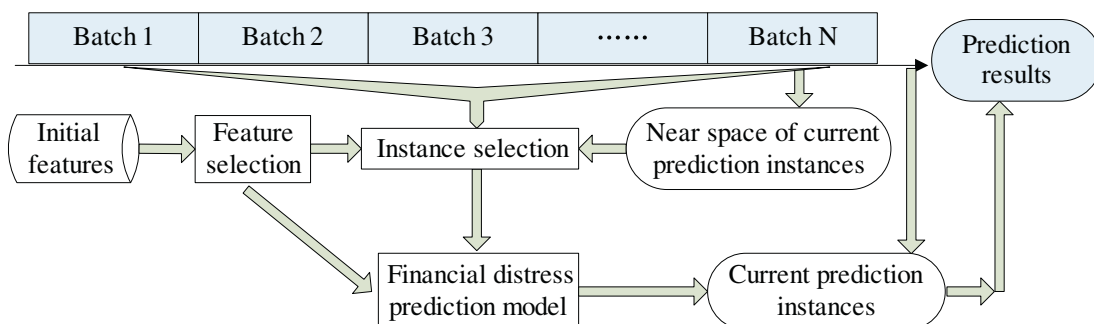 Batch 1
Batch 2
Batch 3
……
Batch N
Prediction
results
Initial
features
Feature
selection
Instance selection
Near space of current
prediction instances
Financial distress
prediction model
Current prediction
instances